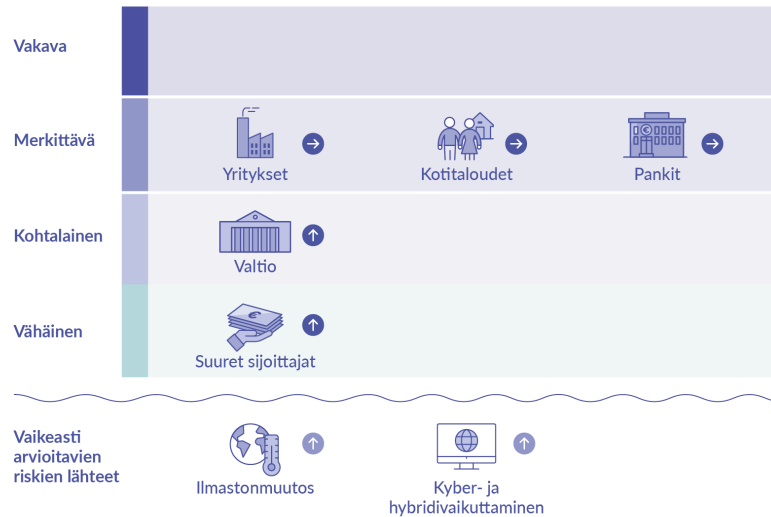 Vakava
Merkittävä
Yritykset
Kotitaloudet
Pankit
Kohtalainen
Valtio
Vähäinen
Suuret sijoittajat
Vaikeasti
arvioitavien
riskien lähteet
Ilmastonmuutos
Kyber- ja
hybridivaikuttaminen